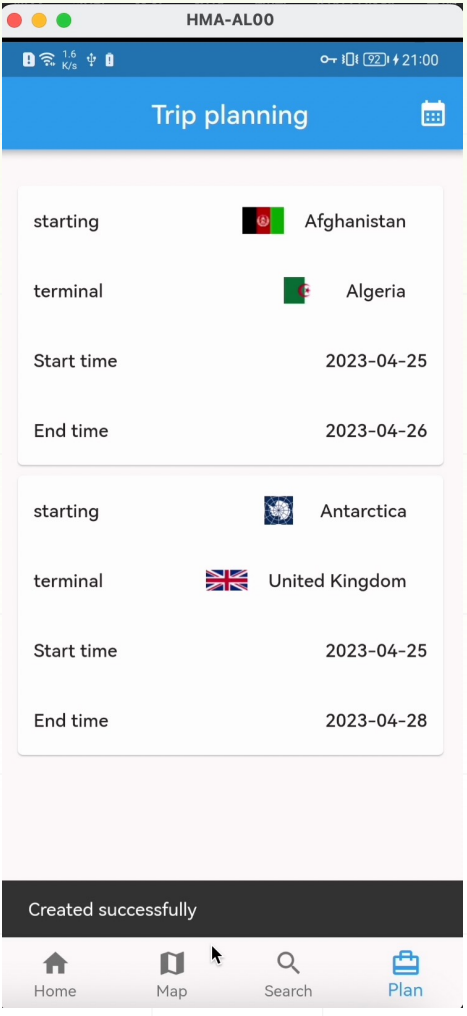 HMA-AL00
1.6
K/s
92
21:00
Trip planning
starting Afghanistan
terminal Algeria
Start time 2023-04-25
End time 2023-04-26
starting Antarctica
terminal United Kingdom
Start time 2023-04-25
End time 2023-04-28
Created successfully
Home Map Search Plan